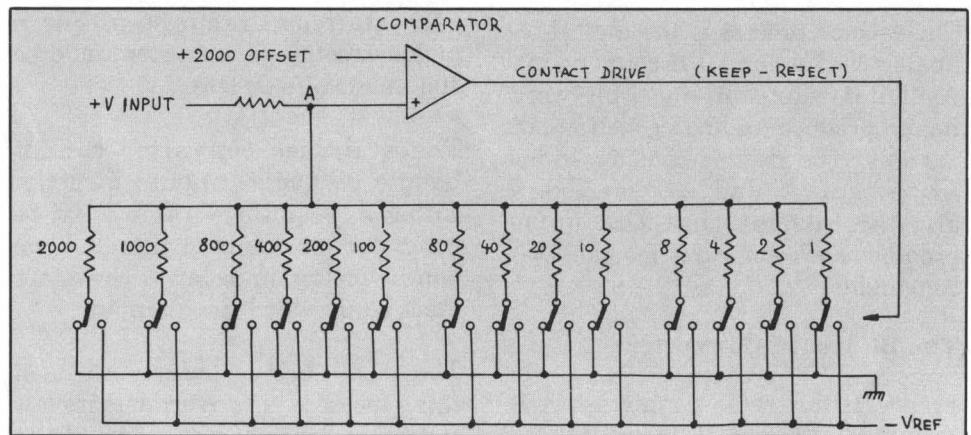 COMPARATOR
+2000 OFFSET
-
CONTACT DRIVE (KEEP-REJECT)
+V INPUT
A
+
2000 1000 800 400 200 100 80 40 20 10 8 4 2 1
-VREF